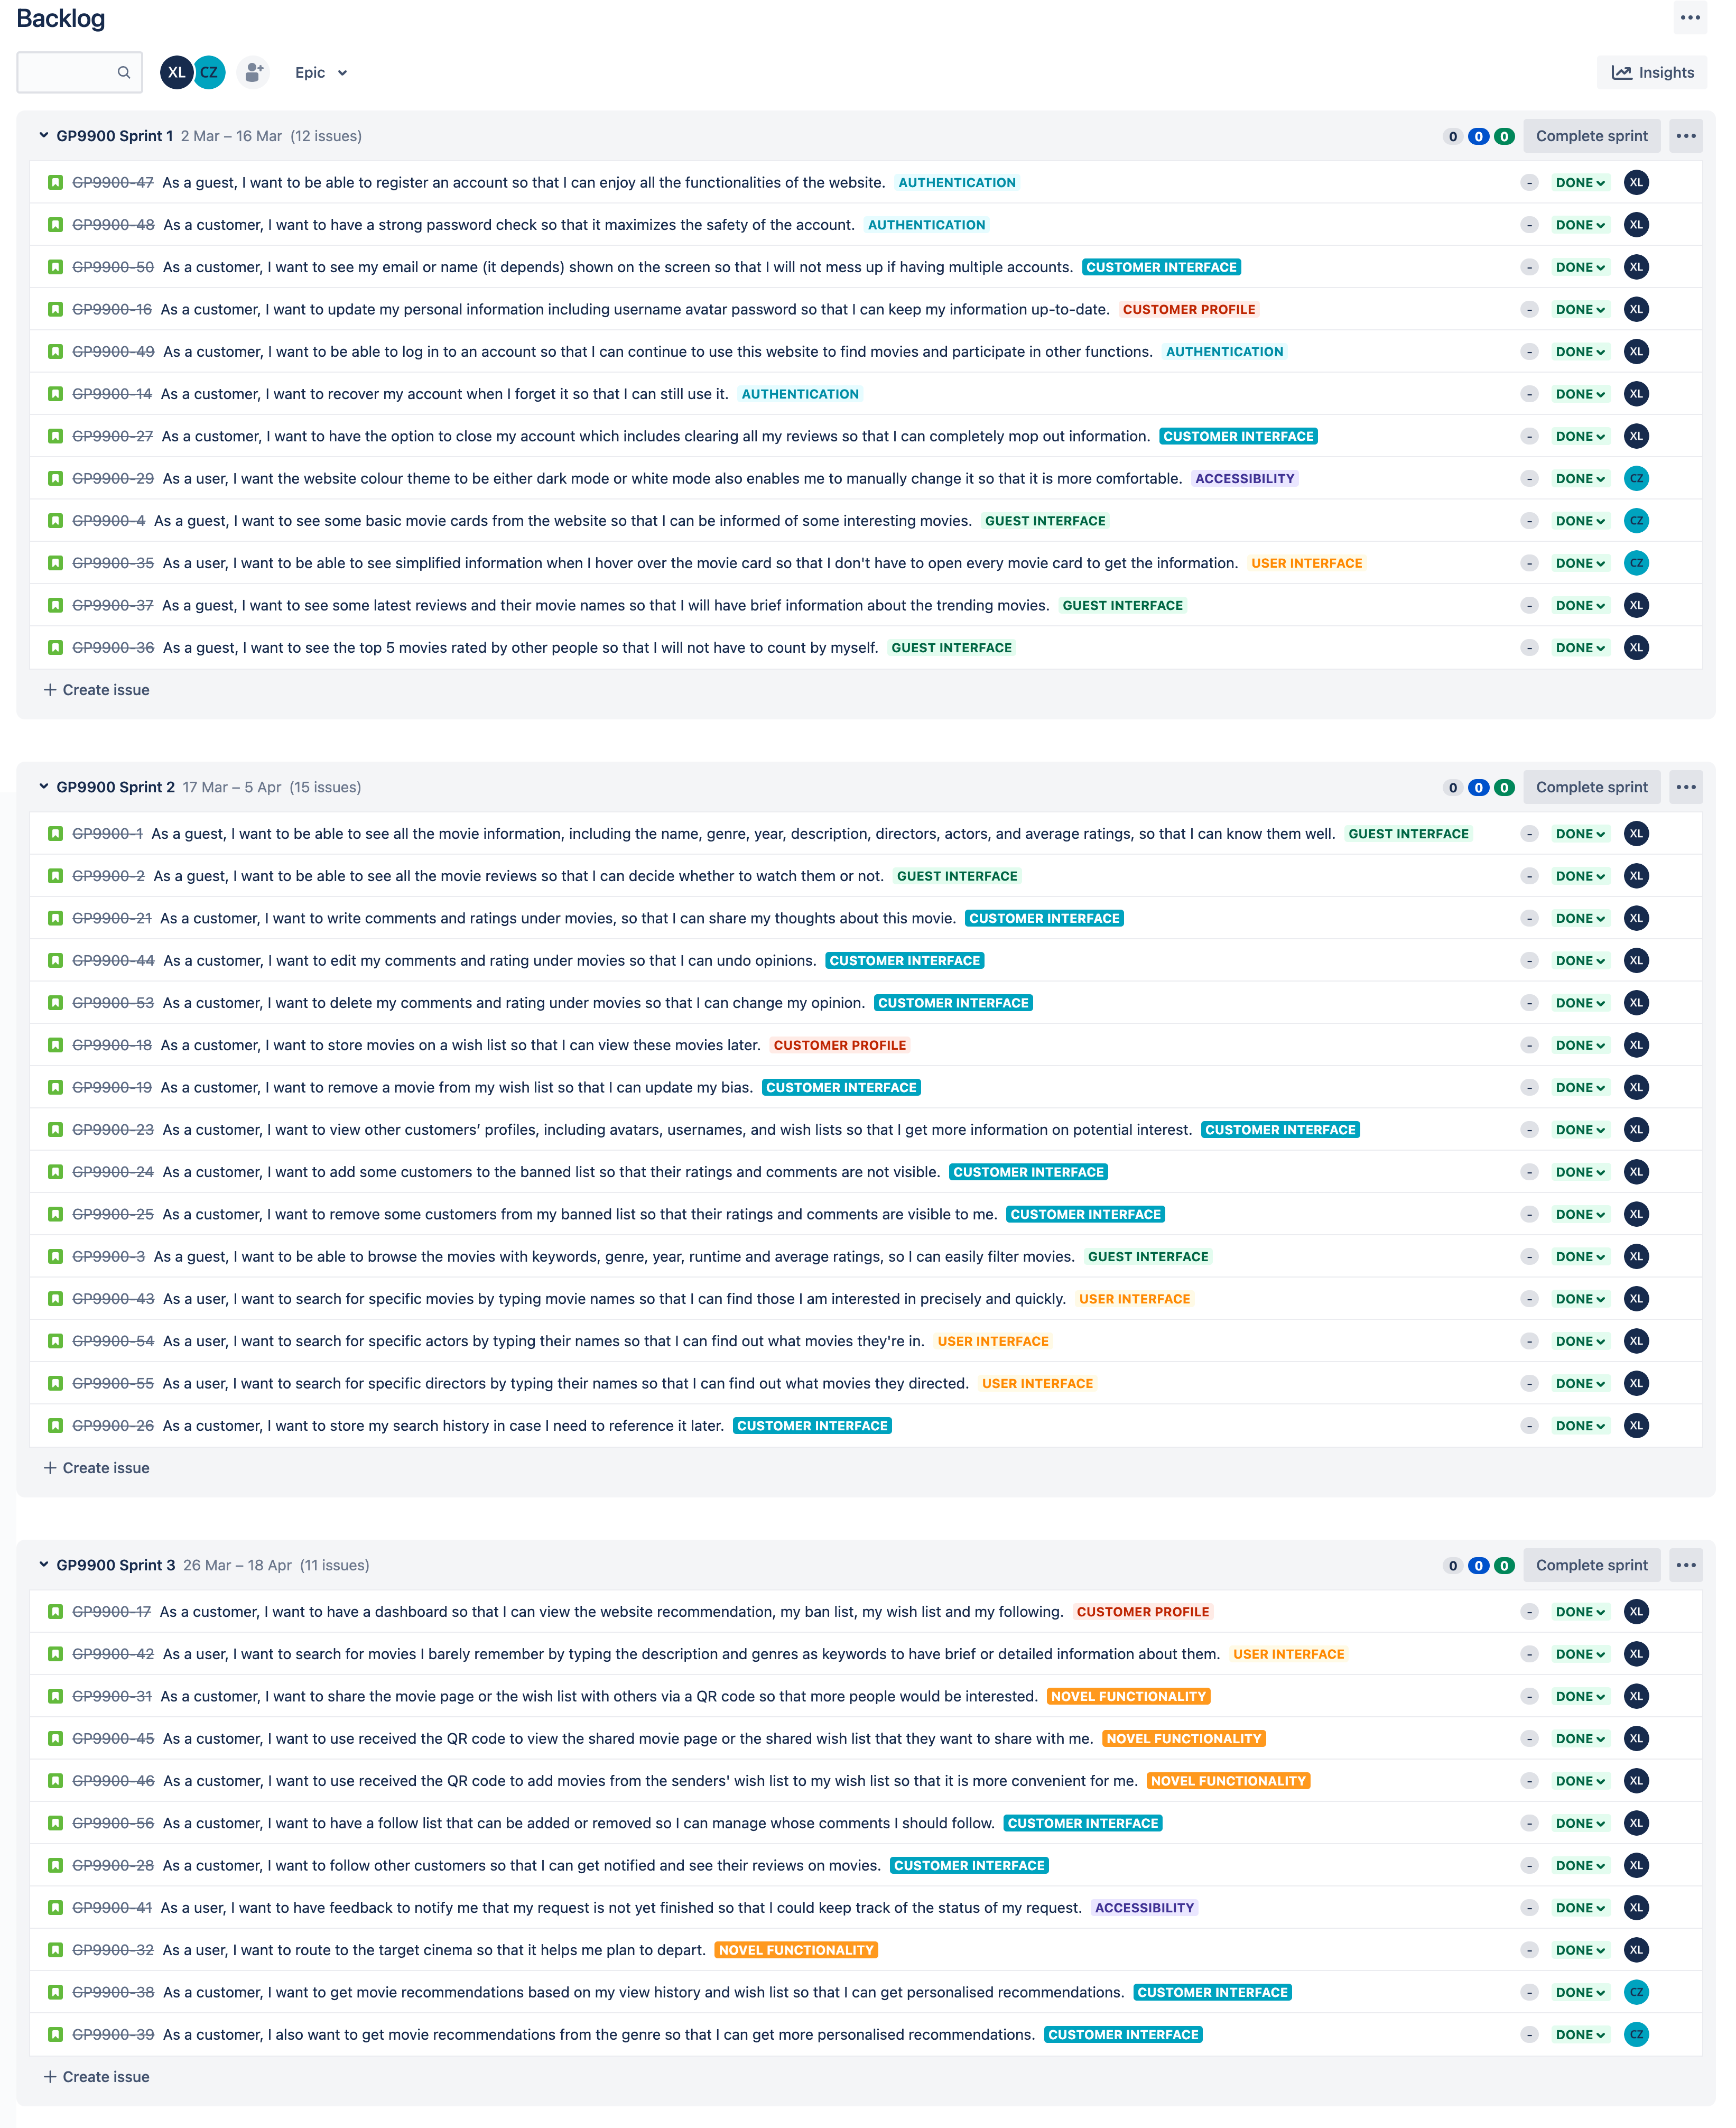 Backlog
XL CZ Epic Insights
GP9900 Sprint 1 2 Mar – 16 Mar (12 issues) 0 0 0 Complete sprint
GP9900-47 As a guest, I want to be able to register an account so that I can enjoy all the functionalities of the website. AUTHENTICATION - DONE XL
GP9900-48 As a customer, I want to have a strong password check so that it maximizes the safety of the account. AUTHENTICATION - DONE XL
GP9900-50 As a customer, I want to see my email or name (it depends) shown on the screen so that I will not mess up if having multiple accounts. CUSTOMER INTERFACE - DONE XL
GP9900-16 As a customer, I want to update my personal information including username avatar password so that I can keep my information up-to-date. CUSTOMER PROFILE - DONE XL
GP9900-49 As a customer, I want to be able to log in to an account so that I can continue to use this website to find movies and participate in other functions. AUTHENTICATION - DONE XL
GP9900-14 As a customer, I want to recover my account when I forget it so that I can still use it. AUTHENTICATION - DONE XL
GP9900-27 As a customer, I want to have the option to close my account which includes clearing all my reviews so that I can completely mop out information. CUSTOMER INTERFACE - DONE XL
GP9900-29 As a user, I want the website colour theme to be either dark mode or white mode also enables me to manually change it so that it is more comfortable. ACCESSIBILITY - DONE CZ
GP9900-4 As a guest, I want to see some basic movie cards from the website so that I can be informed of some interesting movies. GUEST INTERFACE - DONE CZ
GP9900-35 As a user, I want to be able to see simplified information when I hover over the movie card so that I don't have to open every movie card to get the information. USER INTERFACE - DONE CZ
GP9900-37 As a guest, I want to see some latest reviews and their movie names so that I will have brief information about the trending movies. GUEST INTERFACE - DONE XL
GP9900-36 As a guest, I want to see the top 5 movies rated by other people so that I will not have to count by myself. GUEST INTERFACE - DONE XL
+ Create issue
GP9900 Sprint 2 17 Mar – 5 Apr (15 issues) 0 0 0 Complete sprint
GP9900-1 As a guest, I want to be able to see all the movie information, including the name, genre, year, description, directors, actors, and average ratings, so that I can know them well. GUEST INTERFACE - DONE XL
GP9900-2 As a guest, I want to be able to see all the movie reviews so that I can decide whether to watch them or not. GUEST INTERFACE - DONE XL
GP9900-21 As a customer, I want to write comments and ratings under movies, so that I can share my thoughts about this movie. CUSTOMER INTERFACE - DONE XL
GP9900-44 As a customer, I want to edit my comments and rating under movies so that I can undo opinions. CUSTOMER INTERFACE - DONE XL
GP9900-53 As a customer, I want to delete my comments and rating under movies so that I can change my opinion. CUSTOMER INTERFACE - DONE XL
GP9900-18 As a customer, I want to store movies on a wish list so that I can view these movies later. CUSTOMER PROFILE - DONE XL
GP9900-19 As a customer, I want to remove a movie from my wish list so that I can update my bias. CUSTOMER INTERFACE - DONE XL
GP9900-23 As a customer, I want to view other customers’ profiles, including avatars, usernames, and wish lists so that I get more information on potential interest. CUSTOMER INTERFACE - DONE XL
GP9900-24 As a customer, I want to add some customers to the banned list so that their ratings and comments are not visible. CUSTOMER INTERFACE - DONE XL
GP9900-25 As a customer, I want to remove some customers from my banned list so that their ratings and comments are visible to me. CUSTOMER INTERFACE - DONE XL
GP9900-3 As a guest, I want to be able to browse the movies with keywords, genre, year, runtime and average ratings, so I can easily filter movies. GUEST INTERFACE - DONE XL
GP9900-43 As a user, I want to search for specific movies by typing movie names so that I can find those I am interested in precisely and quickly. USER INTERFACE - DONE XL
GP9900-54 As a user, I want to search for specific actors by typing their names so that I can find out what movies they're in. USER INTERFACE - DONE XL
GP9900-55 As a user, I want to search for specific directors by typing their names so that I can find out what movies they directed. USER INTERFACE - DONE XL
GP9900-26 As a customer, I want to store my search history in case I need to reference it later. CUSTOMER INTERFACE - DONE XL
+ Create issue
GP9900 Sprint 3 26 Mar – 18 Apr (11 issues) 0 0 0 Complete sprint
GP9900-17 As a customer, I want to have a dashboard so that I can view the website recommendation, my ban list, my wish list and my following. CUSTOMER PROFILE - DONE XL
GP9900-42 As a user, I want to search for movies I barely remember by typing the description and genres as keywords to have brief or detailed information about them. USER INTERFACE - DONE XL
GP9900-31 As a customer, I want to share the movie page or the wish list with others via a QR code so that more people would be interested. NOVEL FUNCTIONALITY - DONE XL
GP9900-45 As a customer, I want to use received the QR code to view the shared movie page or the shared wish list that they want to share with me. NOVEL FUNCTIONALITY - DONE XL
GP9900-46 As a customer, I want to use received the QR code to add movies from the senders' wish list to my wish list so that it is more convenient for me. NOVEL FUNCTIONALITY - DONE XL
GP9900-56 As a customer, I want to have a follow list that can be added or removed so I can manage whose comments I should follow. CUSTOMER INTERFACE - DONE XL
GP9900-28 As a customer, I want to follow other customers so that I can get notified and see their reviews on movies. CUSTOMER INTERFACE - DONE XL
GP9900-41 As a user, I want to have feedback to notify me that my request is not yet finished so that I could keep track of the status of my request. ACCESSIBILITY - DONE XL
GP9900-32 As a user, I want to route to the target cinema so that it helps me plan to depart. NOVEL FUNCTIONALITY - DONE XL
GP9900-38 As a customer, I want to get movie recommendations based on my view history and wish list so that I can get personalised recommendations. CUSTOMER INTERFACE - DONE CZ
GP9900-39 As a customer, I also want to get movie recommendations from the genre so that I can get more personalised recommendations. CUSTOMER INTERFACE - DONE CZ
+ Create issue